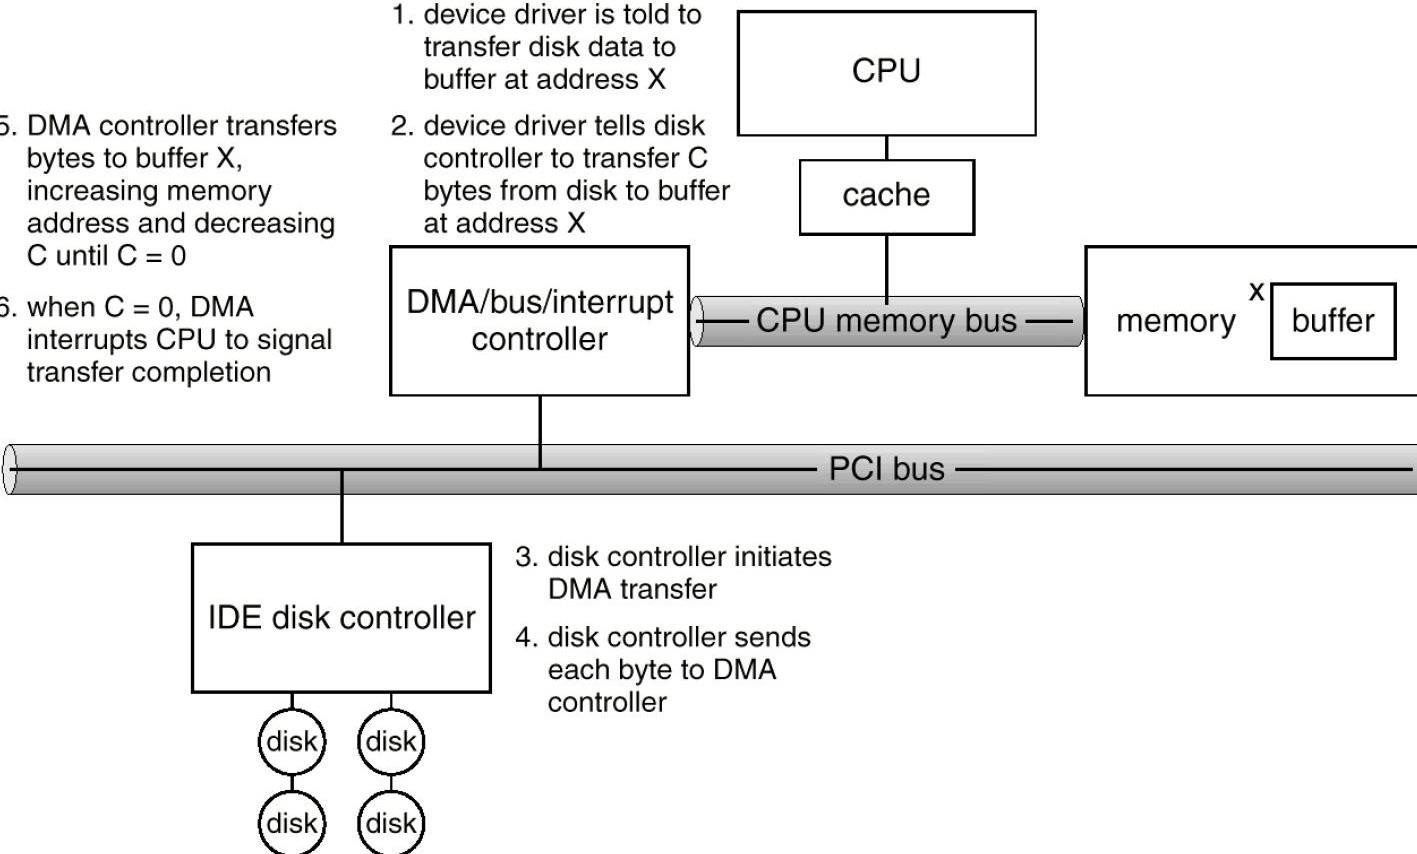 1. device driver is told to
transfer disk data to
buffer at address X
2. device driver tells disk
controller to transfer C
bytes from disk to buffer
at address X
CPU
cache
5. DMA controller transfers
bytes to buffer X,
increasing memory
address and decreasing
C until C = 0
6. when C = 0, DMA
interrupts CPU to signal
transfer completion
DMA/bus/interrupt
controller
CPU memory bus
memory
x
buffer
PCI bus
IDE disk controller
3. disk controller initiates
DMA transfer
4. disk controller sends
each byte to DMA
controller
disk
disk
disk
disk